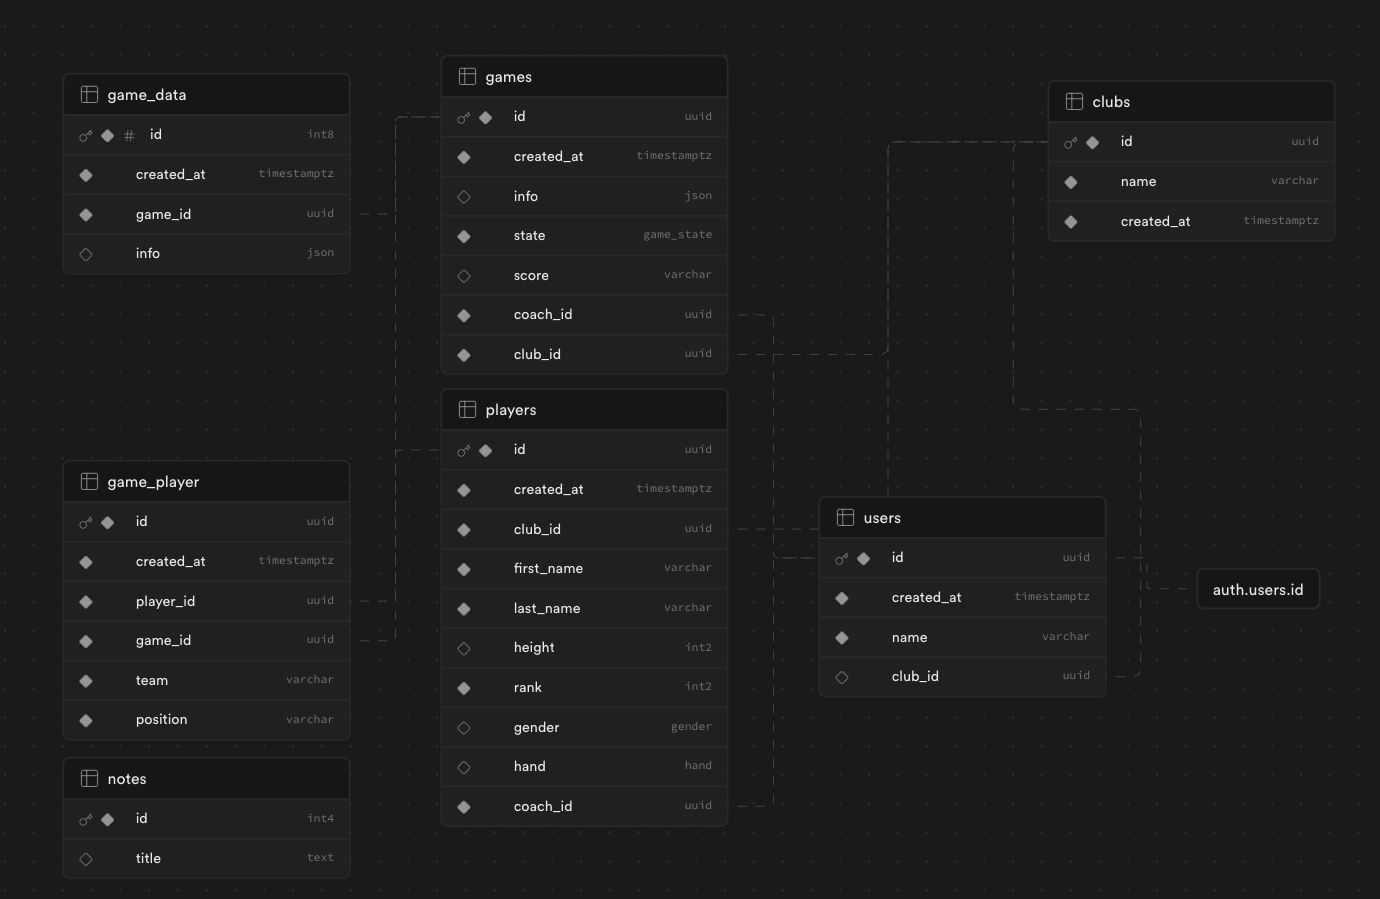 game_data
# id int8
created_at timestamptz
game_id uuid
info json
games
id uuid
created_at timestamptz
info json
state game_state
score varchar
coach_id uuid
club_id uuid
clubs
id uuid
name varchar
created_at timestamptz
players
id uuid
created_at timestamptz
club_id uuid
first_name varchar
last_name varchar
height int2
rank int2
gender gender
hand hand
coach_id uuid
game_player
id uuid
created_at timestamptz
player_id uuid
game_id uuid
team varchar
position varchar
users
id uuid
created_at timestamptz
name varchar
club_id uuid
auth.users.id
notes
id int4
title text